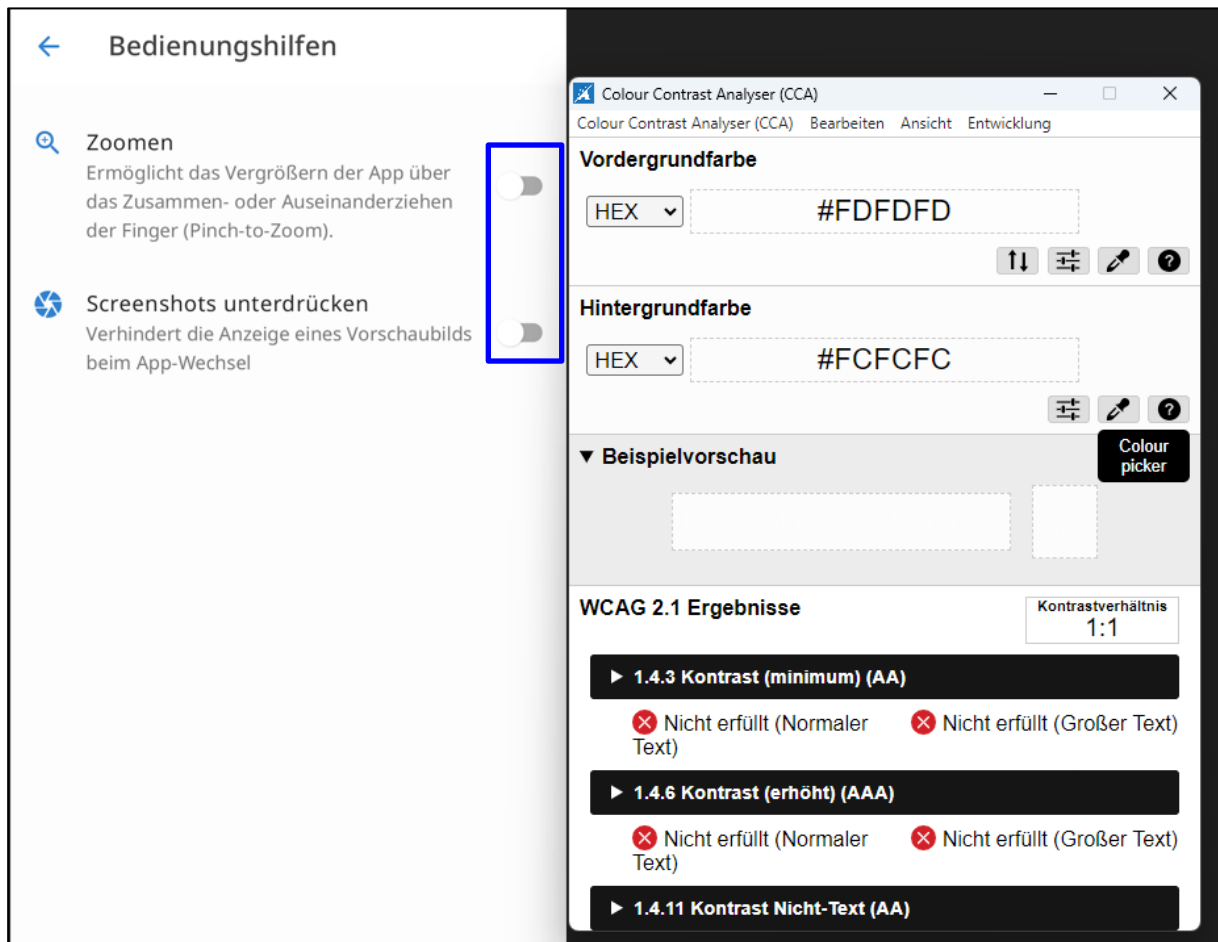 Bedienungshilfen
Zoomen
Ermöglicht das Vergrößern der App über
das Zusammen- oder Auseinanderziehen
der Finger (Pinch-to-Zoom).
Screenshots unterdrücken
Verhindert die Anzeige eines Vorschaubilds
beim App-Wechsel
Colour Contrast Analyser (CCA)
Colour Contrast Analyser (CCA) Bearbeiten Ansicht Entwicklung
Vordergrundfarbe
HEX #FDFDFD
Hintergrundfarbe
HEX #FCFCFC
Beispielvorschau
Colour
picker
WCAG 2.1 Ergebnisse
Kontrastverhältnis
1:1
1.4.3 Kontrast (minimum) (AA)
Nicht erfüllt (Normaler
Text)
Nicht erfüllt (Großer Text)
1.4.6 Kontrast (erhöht) (AAA)
Nicht erfüllt (Normaler
Text)
Nicht erfüllt (Großer Text)
1.4.11 Kontrast Nicht-Text (AA)